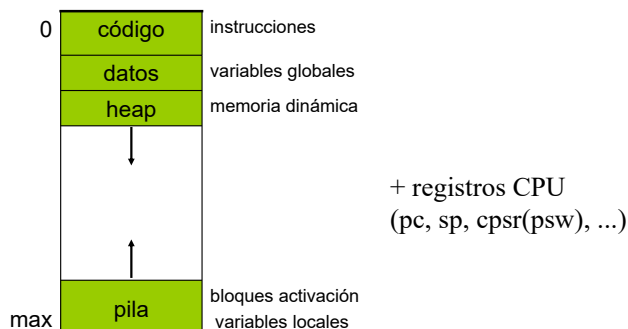 0 código instrucciones
datos variables globales
heap memoria dinámica
+ registros CPU
(pc, sp, cpsr(psw), ...)
pila bloques activación
max variables locales